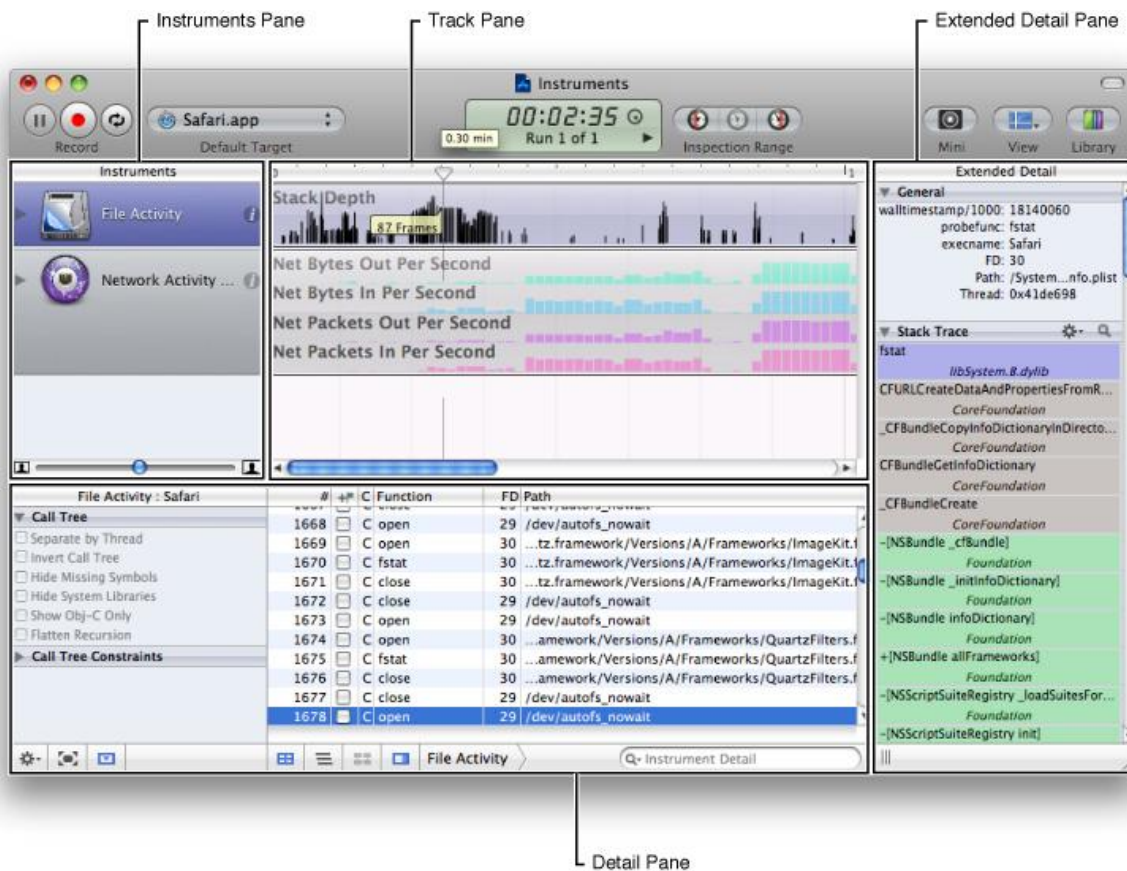 Instruments Pane
Track Pane
Extended Detail Pane
Instruments
Safari.app
00:02:35
Run 1 of 1
0.30 min
Record
Default Target
Inspection Range
Mini
View
Library
Instruments
File Activity
Network Activity ...
0
1
Stack Depth
87 Frames
Net Bytes Out Per Second
Net Bytes In Per Second
Net Packets Out Per Second
Net Packets In Per Second
Extended Detail
General
walltimestamp/1000: 18140060
probefunc: fstat
execname: Safari
FD: 30
Path: /System...nfo.plist
Thread: 0x41de698
Stack Trace
fstat
libSystem.B.dylib
CFURLCreateDataAndPropertiesFromR...
CoreFoundation
_CFBundleCopyInfoDictionaryInDirecto...
CoreFoundation
CFBundleGetInfoDictionary
CoreFoundation
_CFBundleCreate
CoreFoundation
-[NSBundle _cfBundle]
Foundation
-[NSBundle _initInfoDictionary]
Foundation
-[NSBundle infoDictionary]
Foundation
+[NSBundle allFrameworks]
Foundation
-[NSScriptSuiteRegistry _loadSuitesFor...
Foundation
-[NSScriptSuiteRegistry init]
File Activity : Safari
Call Tree
Separate by Thread
Invert Call Tree
Hide Missing Symbols
Hide System Libraries
Show Obj-C Only
Flatten Recursion
Call Tree Constraints
# C Function FD Path
1668 C open 29 /dev/autofs_nowait
1669 C open 30 ...tz.framework/Versions/A/Frameworks/ImageKit.f
1670 C fstat 30 ...tz.framework/Versions/A/Frameworks/ImageKit.f
1671 C close 30 ...tz.framework/Versions/A/Frameworks/ImageKit.f
1672 C close 29 /dev/autofs_nowait
1673 C open 29 /dev/autofs_nowait
1674 C open 30 ...amework/Versions/A/Frameworks/QuartzFilters.f
1675 C fstat 30 ...amework/Versions/A/Frameworks/QuartzFilters.f
1676 C close 30 ...amework/Versions/A/Frameworks/QuartzFilters.f
1677 C close 29 /dev/autofs_nowait
1678 C open 29 /dev/autofs_nowait
File Activity
Instrument Detail
Detail Pane